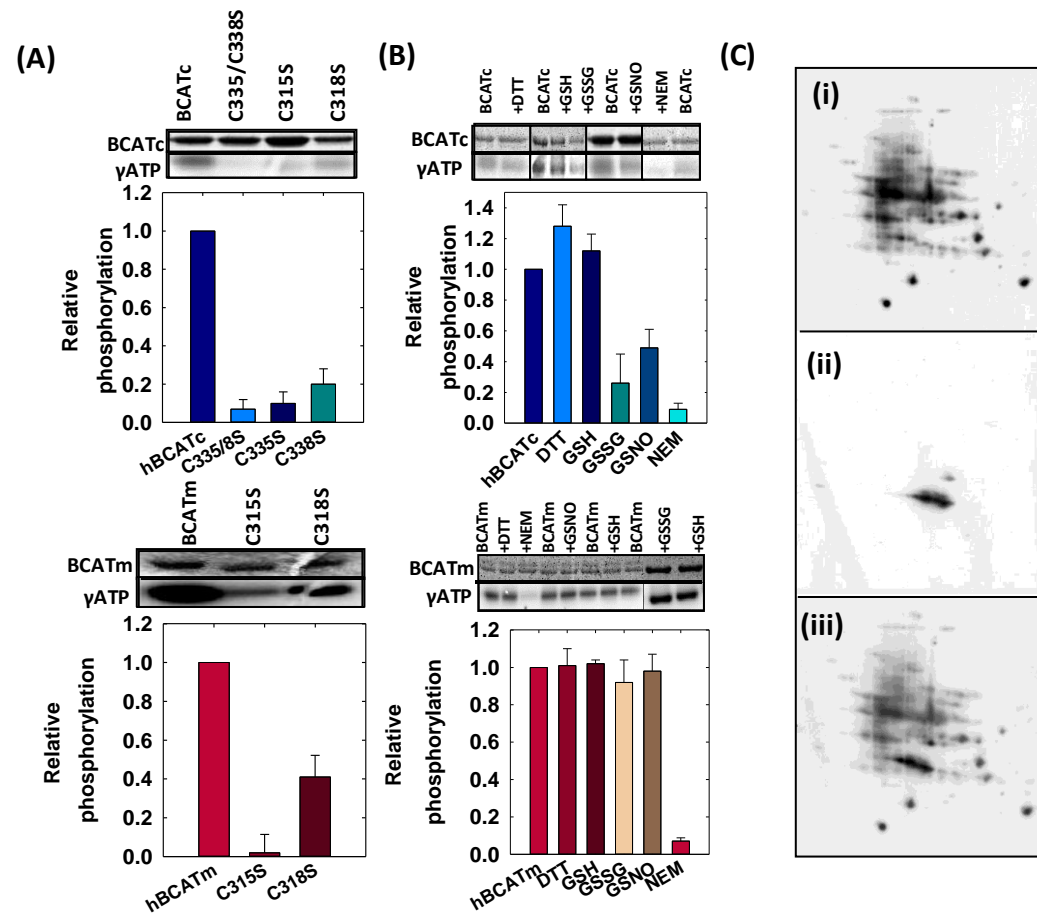 (A)
BCATc
C335/C338S
C315S
C318S
BCATc
γATP
1.2
1.0
0.8
0.6
0.4
0.2
0.0
Relative
phosphorylation
hBCATc
C335/8S
C335S
C338S
BCATm
C315S
C318S
BCATm
γATP
1.2
1.0
0.8
0.6
0.4
0.2
0.0
Relative
phosphorylation
hBCATm
C315S
C318S
(B)
BCATc
+DTT
BCATc
+GSH
+GSSG
BCATc
+GSNO
+NEM
BCATc
BCATc
γATP
1.4
1.2
1.0
0.8
0.6
0.4
0.2
0.0
Relative
phosphorylation
hBCATc
DTT
GSH
GSSG
GSNO
NEM
BCATm
+DTT
+NEM
BCATm
+GSNO
BCATm
+GSH
BCATm
+GSSG
+GSH
BCATm
γATP
1.2
1.0
0.8
0.6
0.4
0.2
0.0
Relative
phosphorylation
hBCATm
DTT
GSH
GSSG
GSNO
NEM
(C)
(i)
(ii)
(iii)